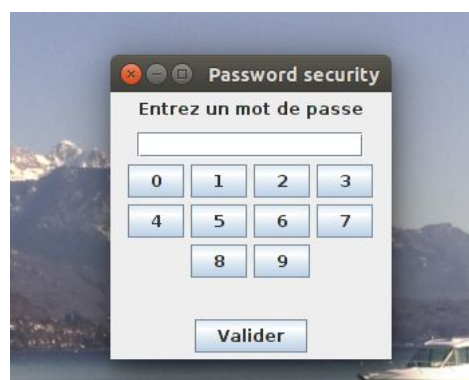 Password security
Entrez un mot de passe
0 1 2 3
4 5 6 7
8 9
Valider